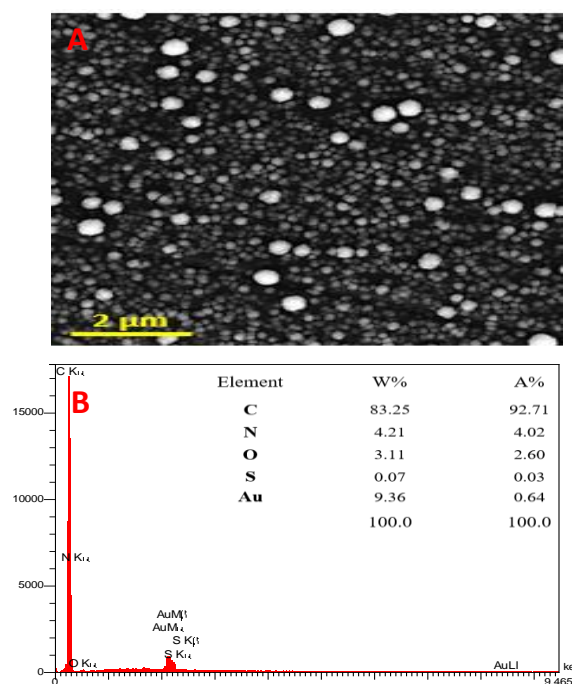 A
2 μm
C Kα
B
Element W% A%
C 83.25 92.71
N 4.21 4.02
O 3.11 2.60
S 0.07 0.03
Au 9.36 0.64
100.0 100.0
15000
10000
5000
0
N Kα
O Kα
AuMβ
AuMα
S Kβ
S Kα
AuLl
ke
0
9.465